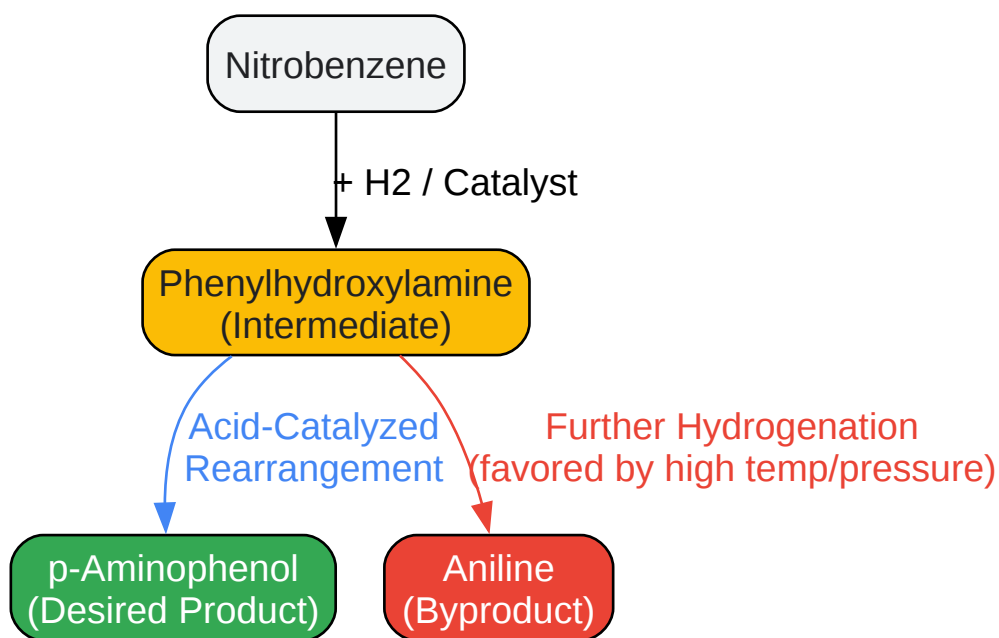 Nitrobenzene
+ H2 / Catalyst
Phenylhydroxylamine
(Intermediate)
Acid-Catalyzed
Rearrangement
Further Hydrogenation
(favored by high temp/pressure)
p-Aminophenol
(Desired Product)
Aniline
(Byproduct)